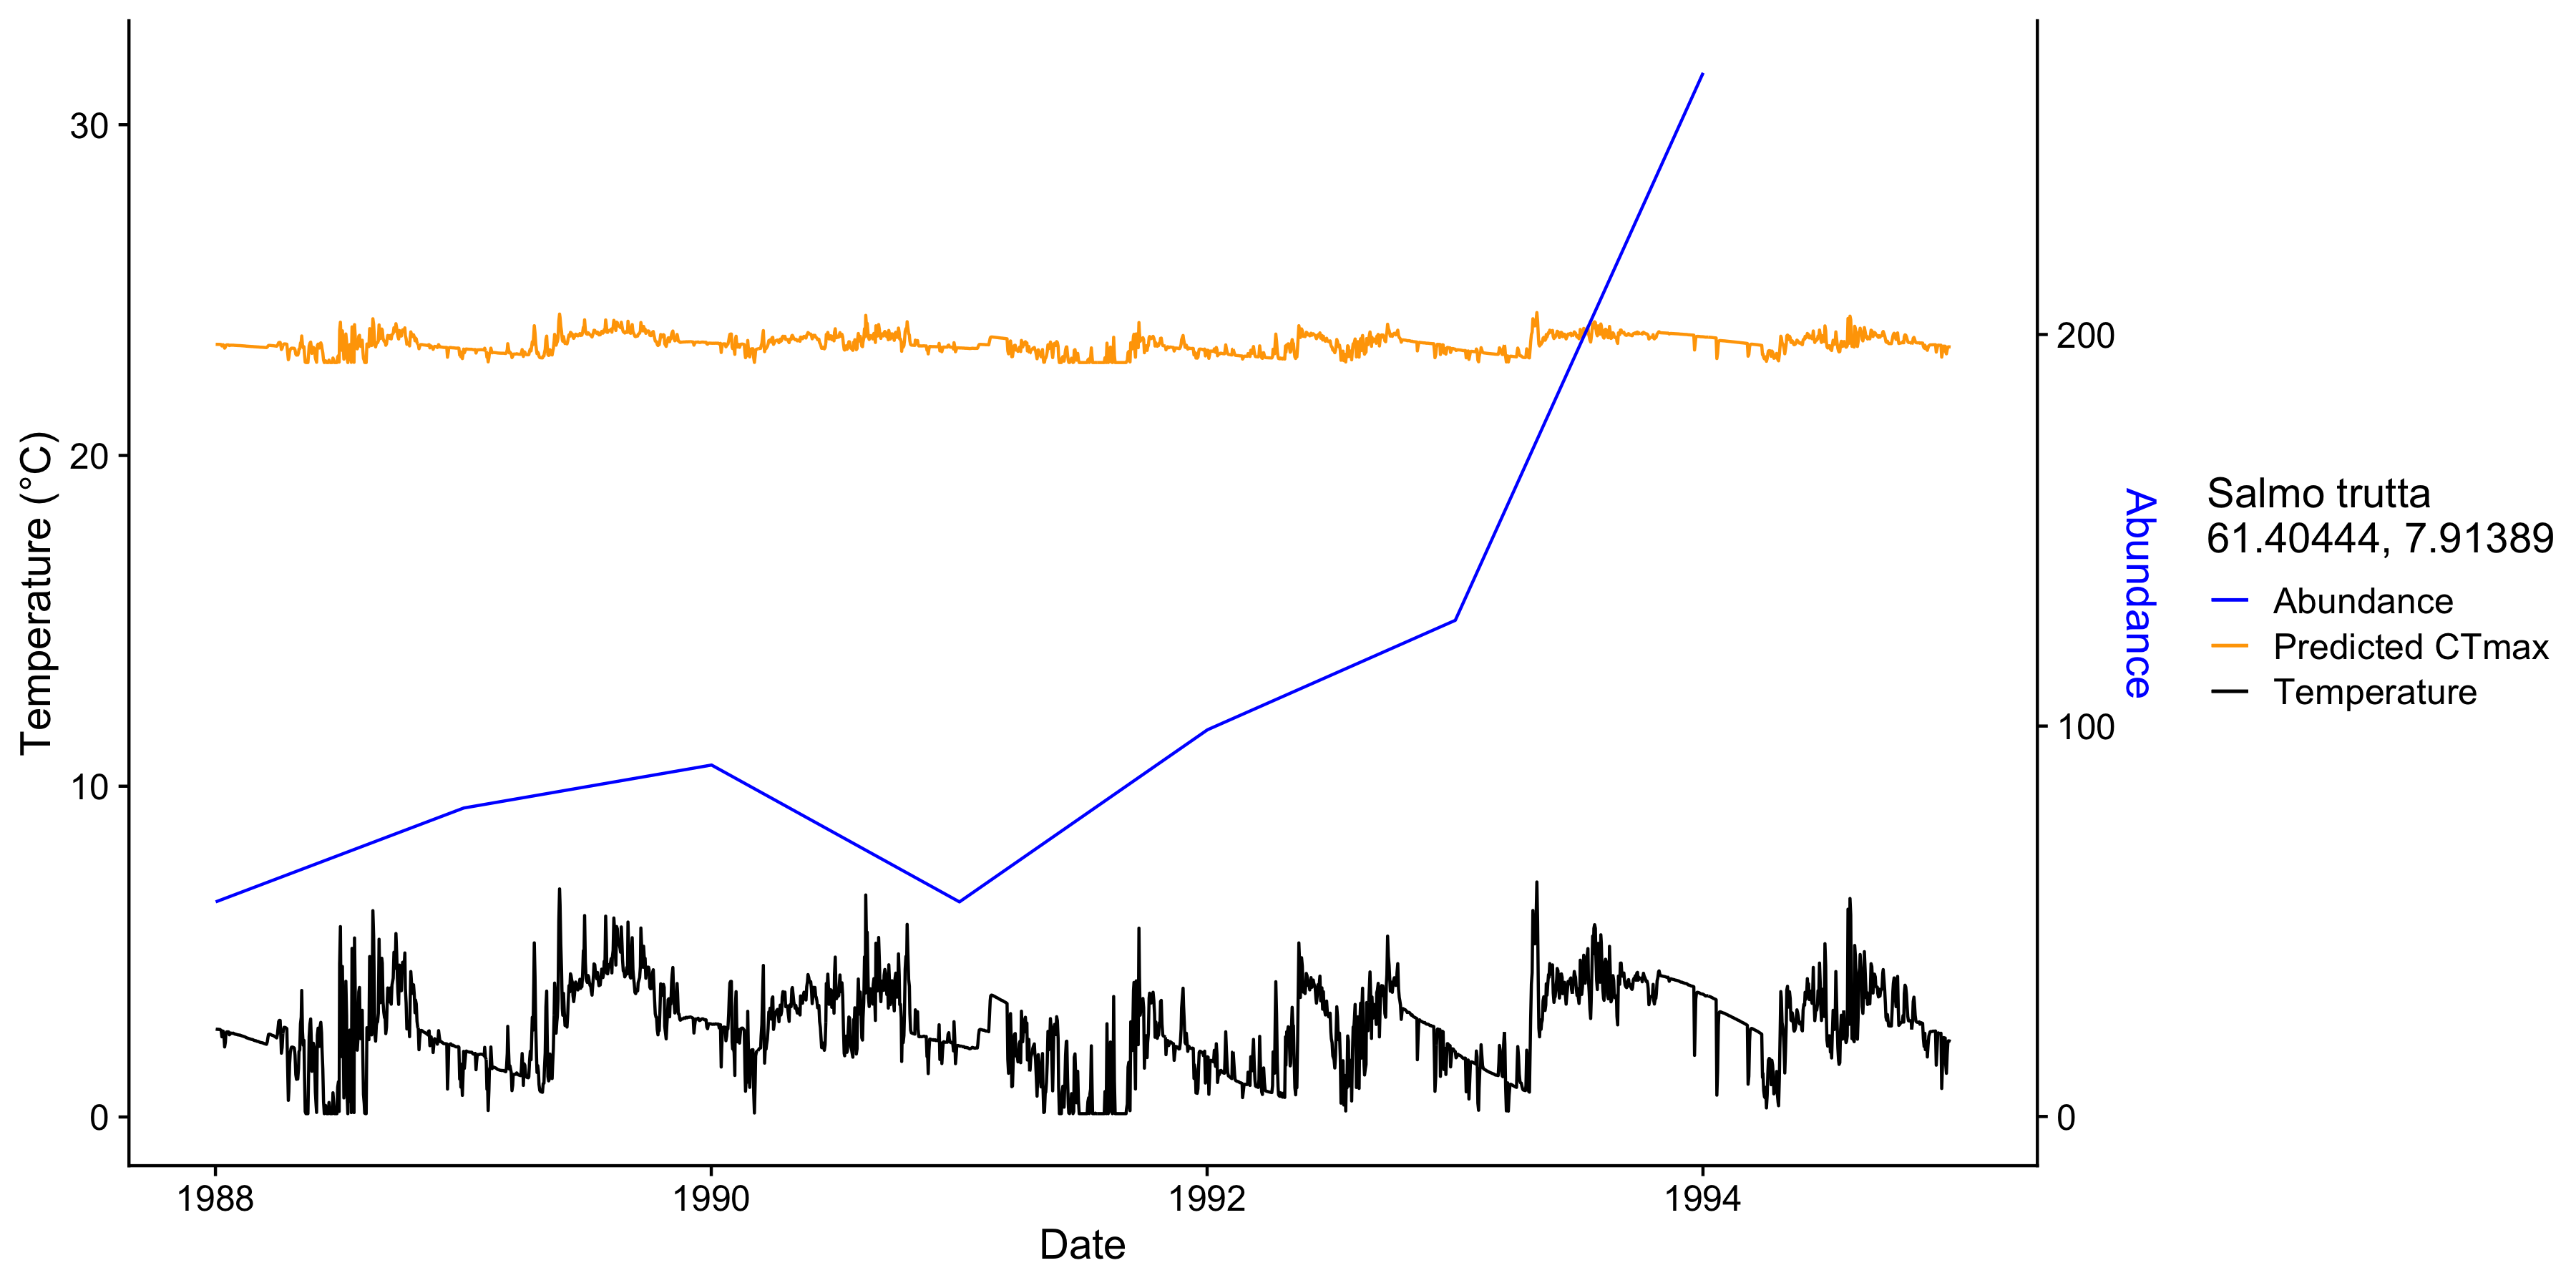 30
20
10
0
Temperature (°C)
1988
1990
1992
1994
Date
200
100
0
Abundance
Salmo trutta
61.40444, 7.91389
Abundance
Predicted CTmax
Temperature